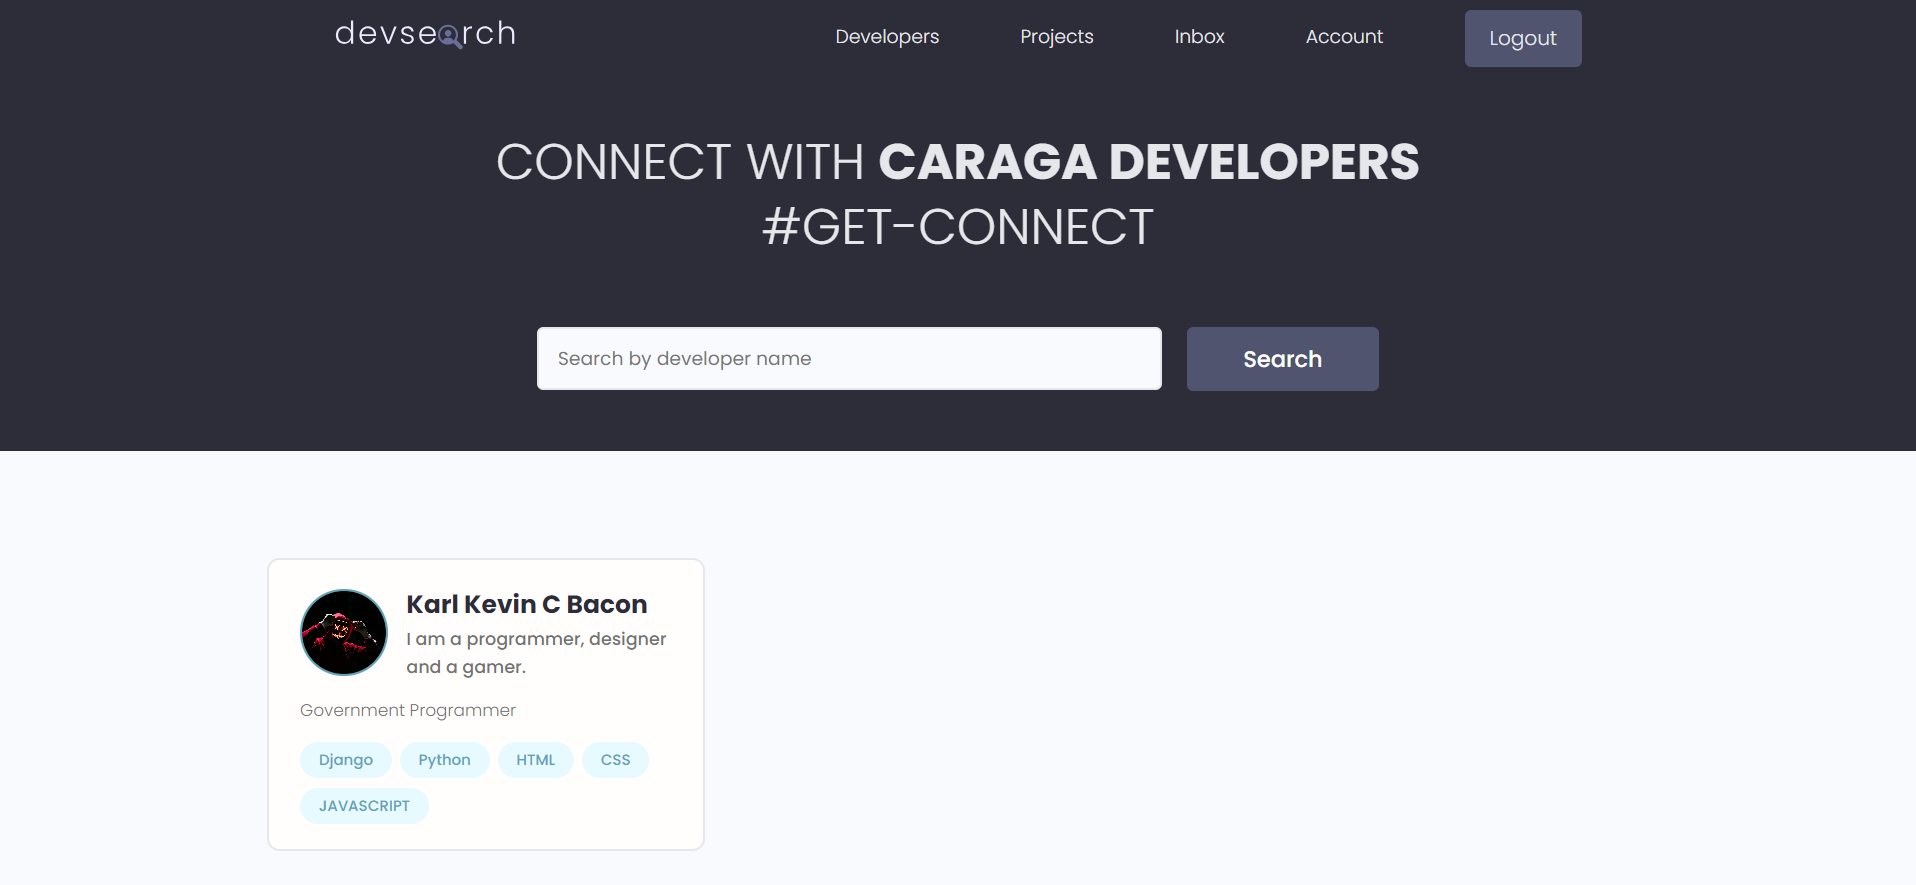 devsearch
Developers
Projects
Inbox
Account
Logout
CONNECT WITH CARAGA DEVELOPERS
#GET-CONNECT
Search by developer name
Search
Karl Kevin C Bacon
I am a programmer, designer
and a gamer.
Government Programmer
Django
Python
HTML
CSS
JAVASCRIPT